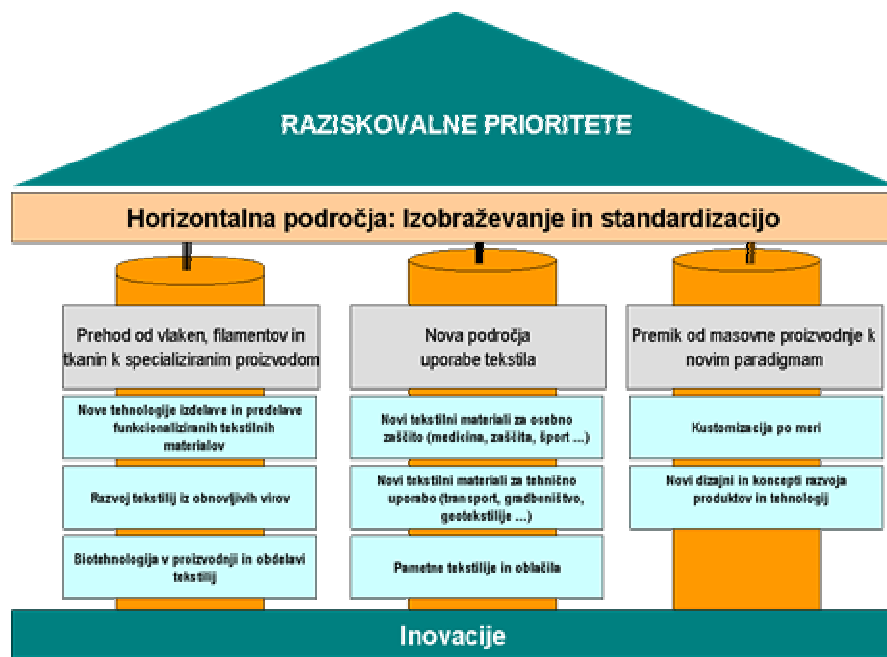 RAZISKOVALNE PRIORITETE
Horizontalna področja: Izobraževanje in standardizacijo
Prehod od vlaken, filamentov in
tkanin k specializiranim proizvodom
Nove tehnologije izdelave in predelave
funkcionaliziranih tekstilnih
materialov
Razvoj tekstilij iz obnovljivih virov
Biotehnologija v proizvodnji in obdelavi
tekstilij
Nova področja
uporabe tekstila
Novi tekstilni materiali za osebno
zaščito (medicina, zaščita, šport ...)
Novi tekstilni materiali za tehnično
uporabo (transport, gradbeništvo,
geotekstilije ...)
Pametne tekstilije in oblačila
Premik od masovne proizvodnje k
novim paradigmam
Kustomizacija po meri
Novi dizajni in koncepti razvoja
produktov in tehnologij
Inovacije